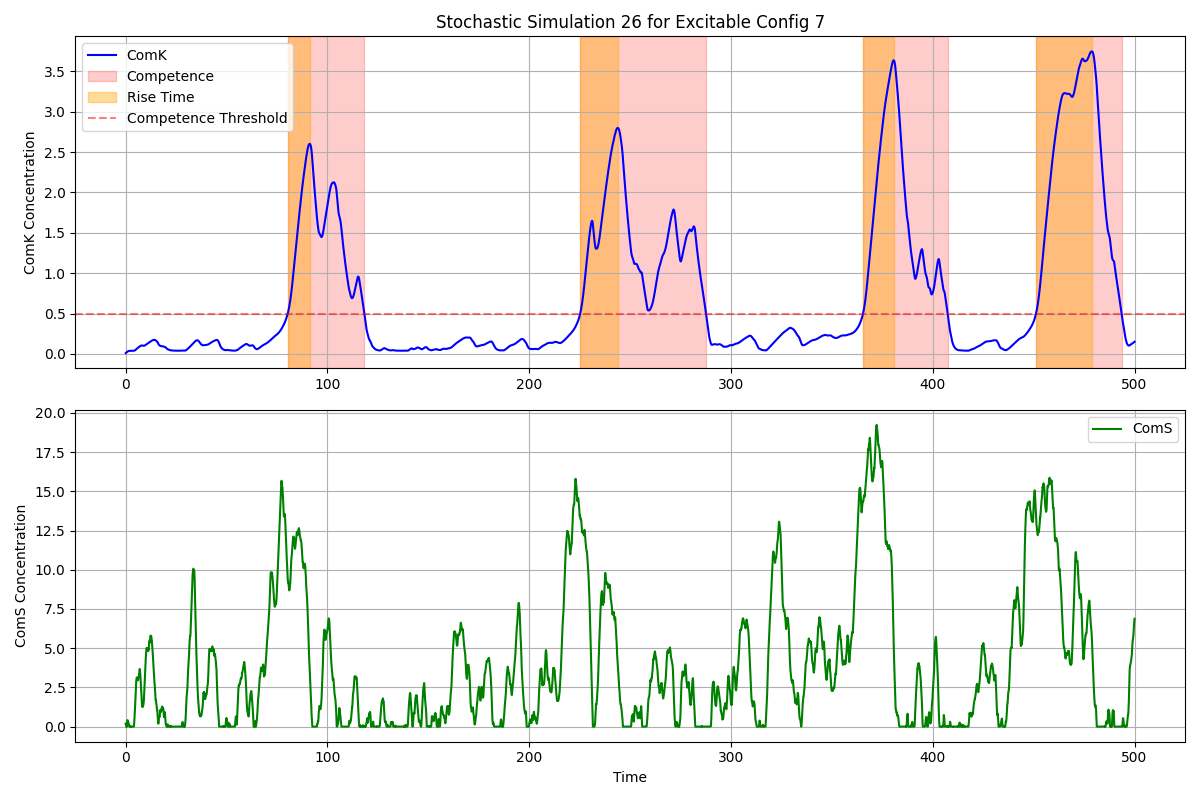 Stochastic Simulation 26 for Excitable Config 7
ComK Concentration
3.5
3.0
2.5
2.0
1.5
1.0
0.5
0.0
ComK
Competence
Rise Time
Competence Threshold
0 100 200 300 400 500
ComS Concentration
20.0
17.5
15.0
12.5
10.0
7.5
5.0
2.5
0.0
ComS
0 100 200 300 400 500
Time